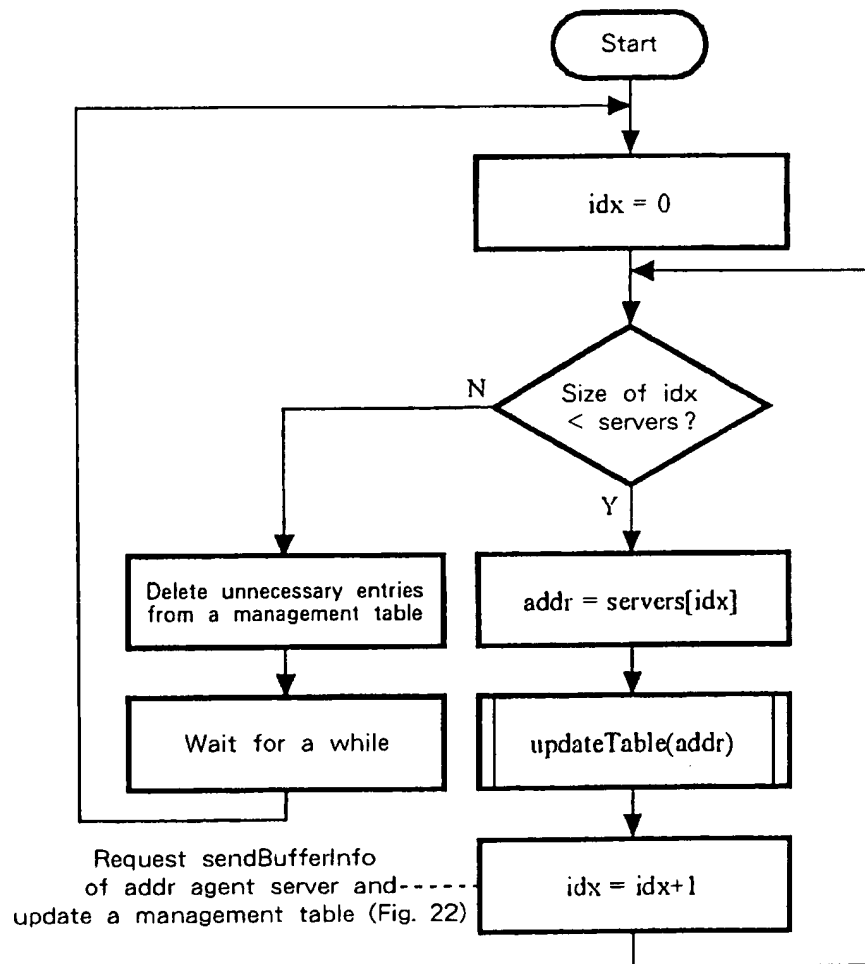 Start
idx = 0
Size of idx
< servers?
N
Y
Delete unnecessary entries
from a management table
addr = servers[idx]
Wait for a while
updateTable(addr)
Request sendBufferInfo
of addr agent server and
update a management table (Fig. 22)
idx = idx+1